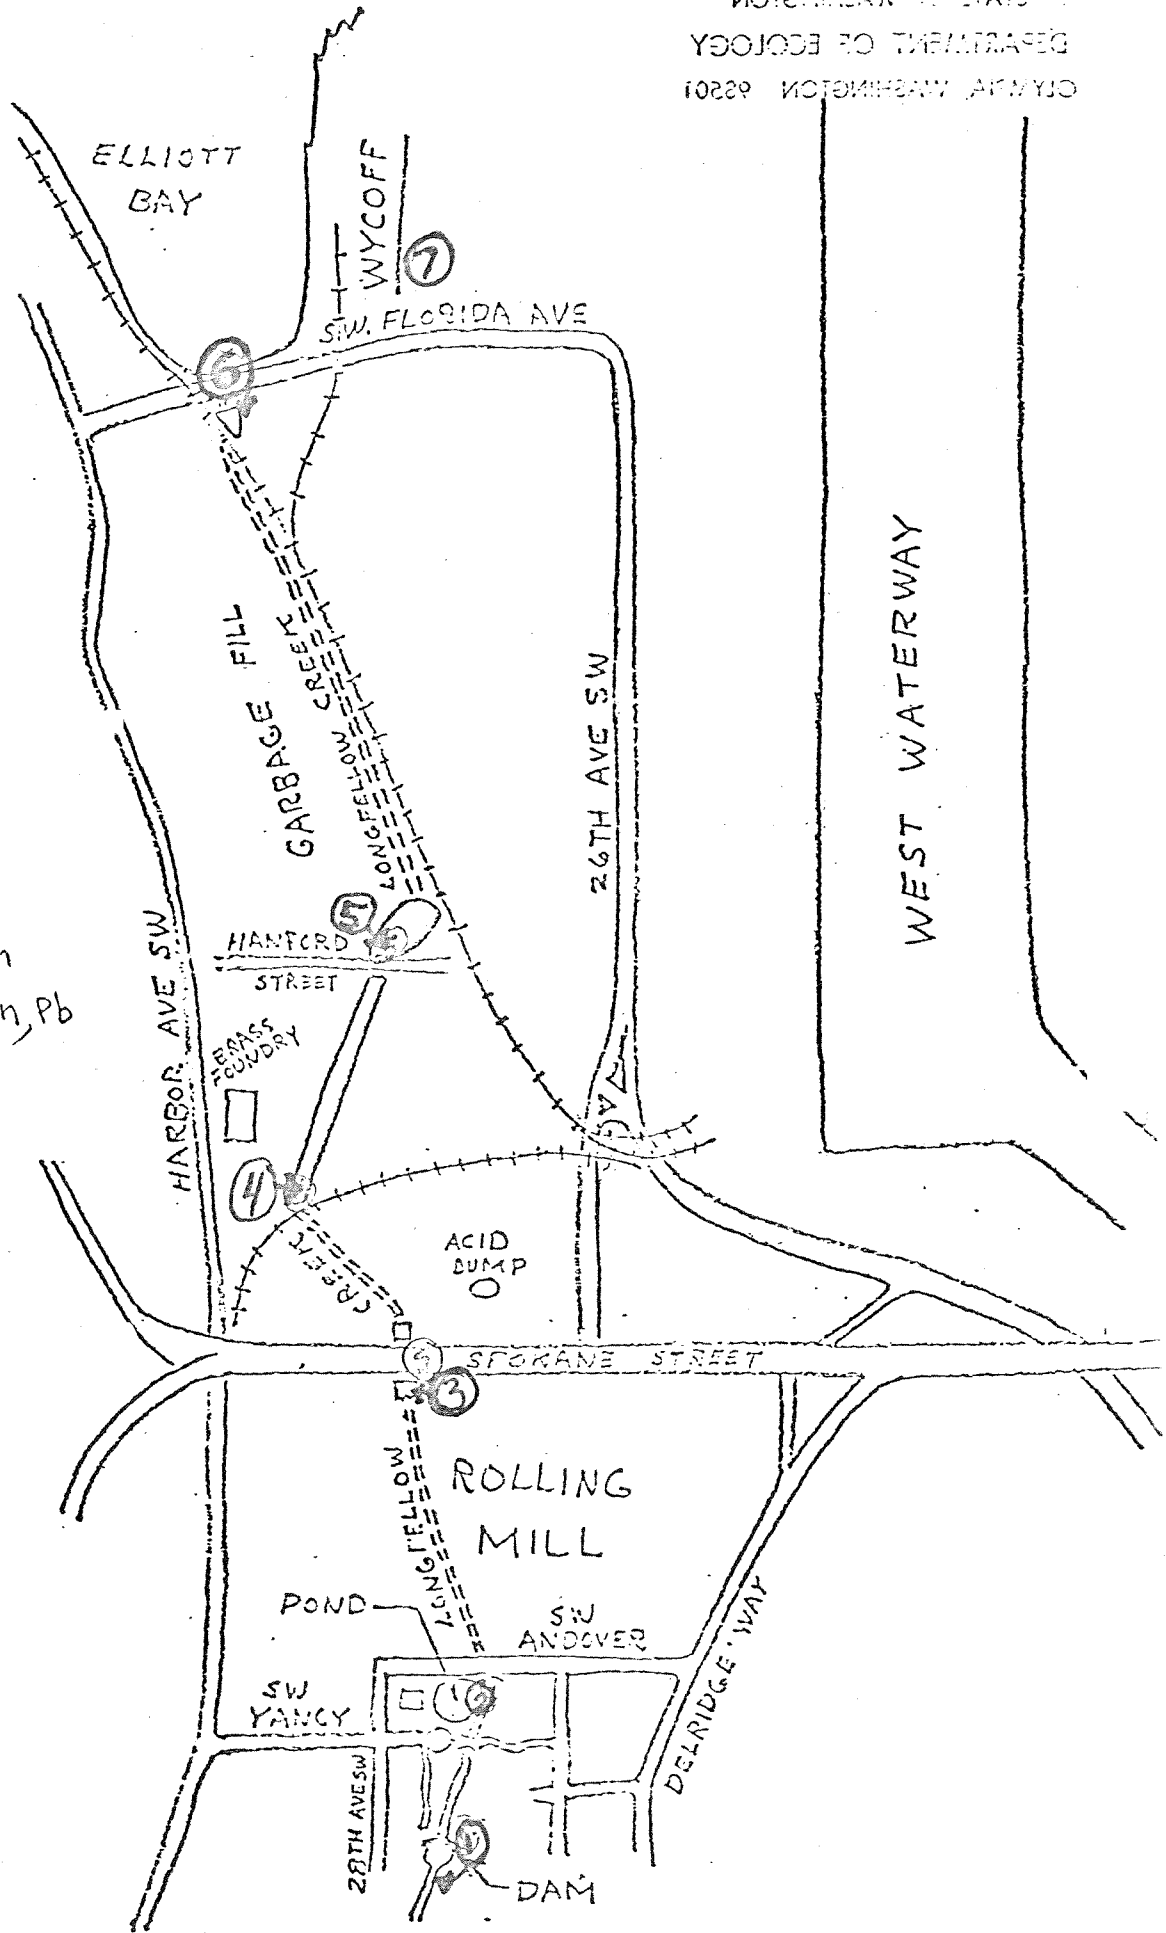 STATE OF WASHINGTON
DEPARTMENT OF ECOLOGY
OLYMPIA, WASHINGTON 98501
ELLIOTT
BAY
WYCOFF
7
S.W. FLORIDA AVE
6
GARBAGE FILL
LONGFELLOW CREEK
26TH AVE SW
WEST WATERWAY
5
HANFORD
STREET
HARBOR AVE SW
n, Pb
BRASS
FOUNDRY
4
CREEK
ACID
DUMP
SPOKANE STREET
3
LONGFELLOW
ROLLING
MILL
POND
SW
ANDOVER
1
SW
YANCY
28TH AVE SW
DELRIDGE WAY
DAM